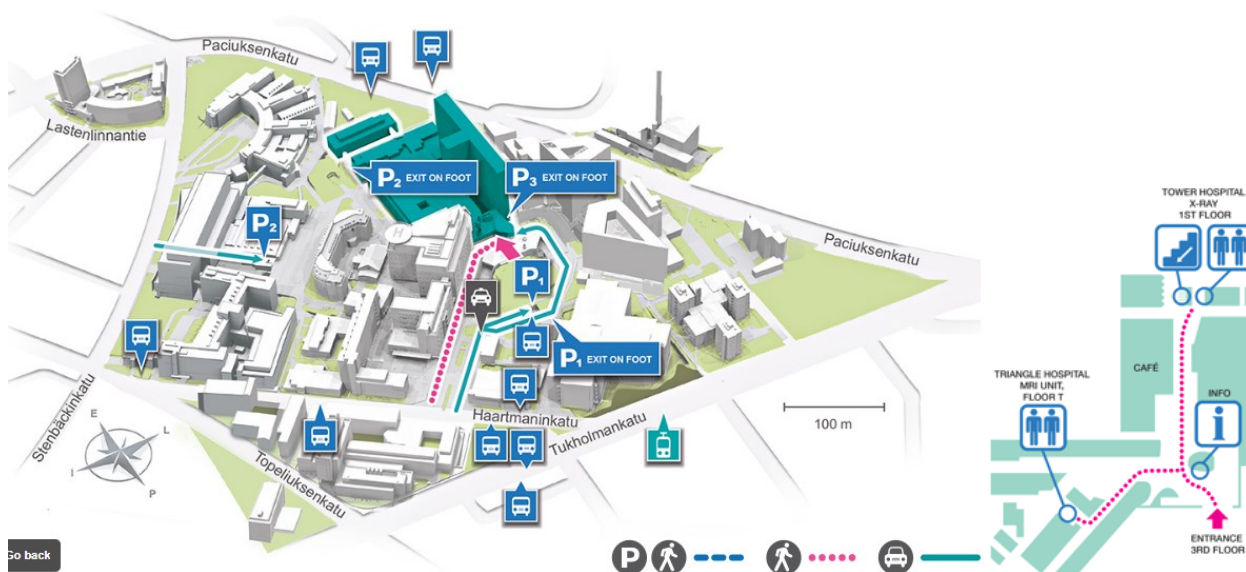 Paciuksenkatu
Lastenlinnantie
P2 EXIT ON FOOT
P3 EXIT ON FOOT
H
P2
P1
P1 EXIT ON FOOT
Paciuksenkatu
Stenbäckinkatu
Haartmaninkatu
Tukholmankatu
Topeliuksenkatu
100 m
E
L
I
P
Go back
P
TOWER HOSPITAL
X-RAY
1ST FLOOR
CAFÉ
TRIANGLE HOSPITAL
MRI UNIT,
FLOOR T
INFO
i
ENTRANCE
3RD FLOOR